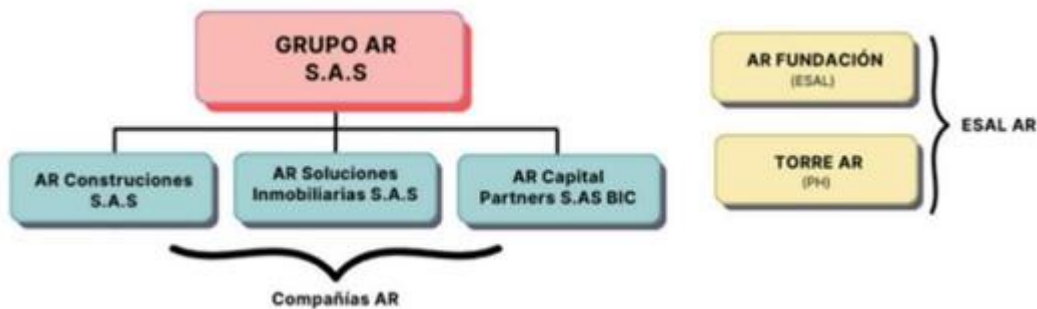 GRUPO AR
S.A.S
AR Construciones
S.A.S
AR Soluciones
Inmobiliarias S.A.S
AR Capital
Partners S.AS BIC
Compañías AR
AR FUNDACIÓN
(ESAL)
TORRE AR
(PH)
ESAL AR